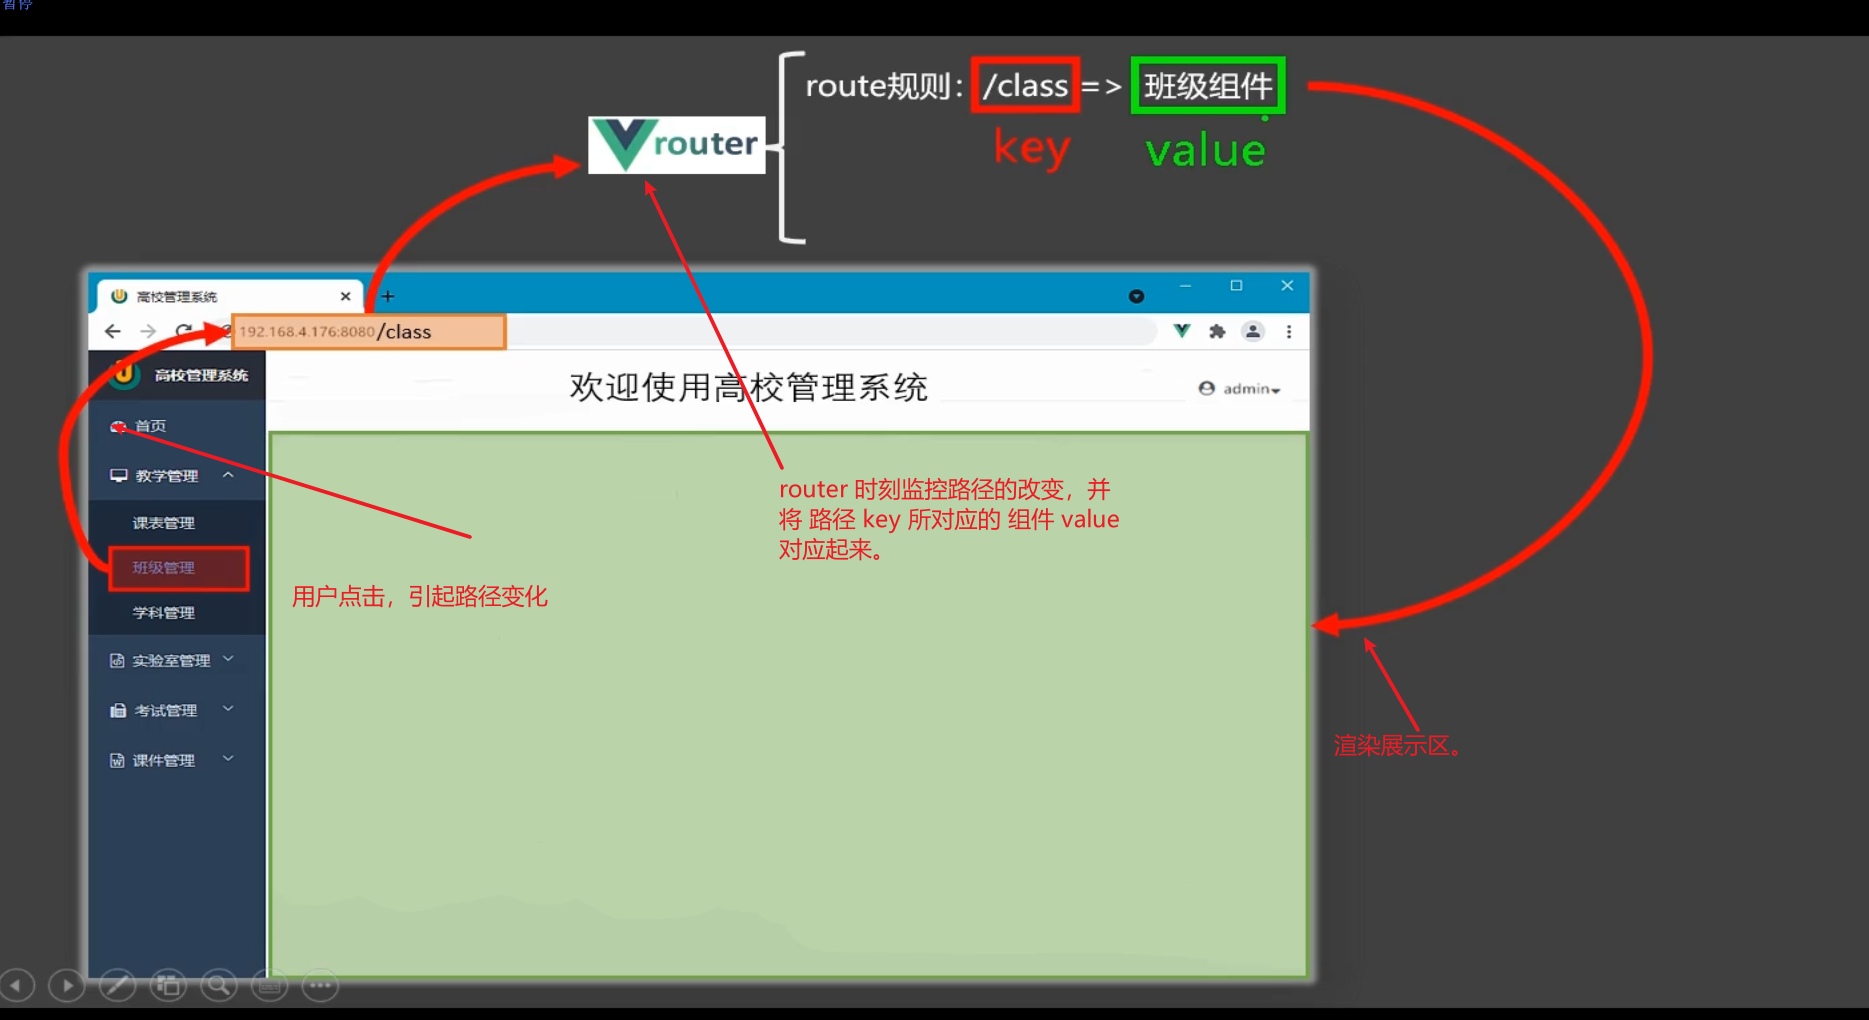 暂停
route规则：/class => 班级组件
key value
router
高校管理系统
192.168.4.176:8080/class
高校管理系统
欢迎使用高校管理系统
admin
首页
教学管理
课表管理
班级管理
学科管理
实验室管理
考试管理
课件管理
router 时刻监控路径的改变，并
将 路径 key 所对应的 组件 value
对应起来。
用户点击，引起路径变化
渲染展示区。